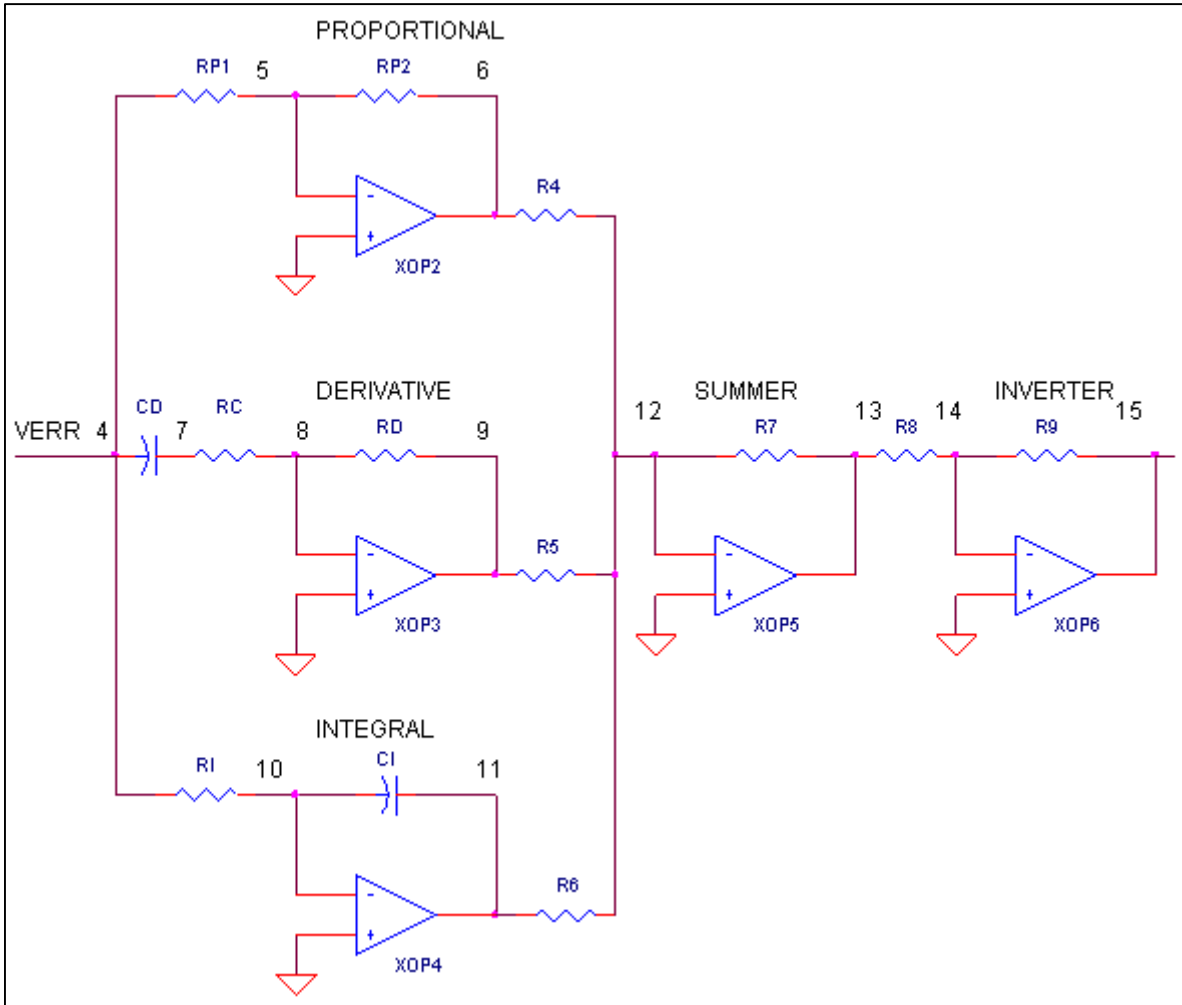 PROPORTIONAL
RP1 5 RP2 6
R4
- +
XOP2
DERIVATIVE SUMMER INVERTER
VERR 4 CD 7 RC 8 RD 9 12 R7 13 R8 14 R9 15
R5
- +
- +
- +
XOP3 XOP5 XOP6
INTEGRAL
RI 10 CI 11
R6
- +
XOP4